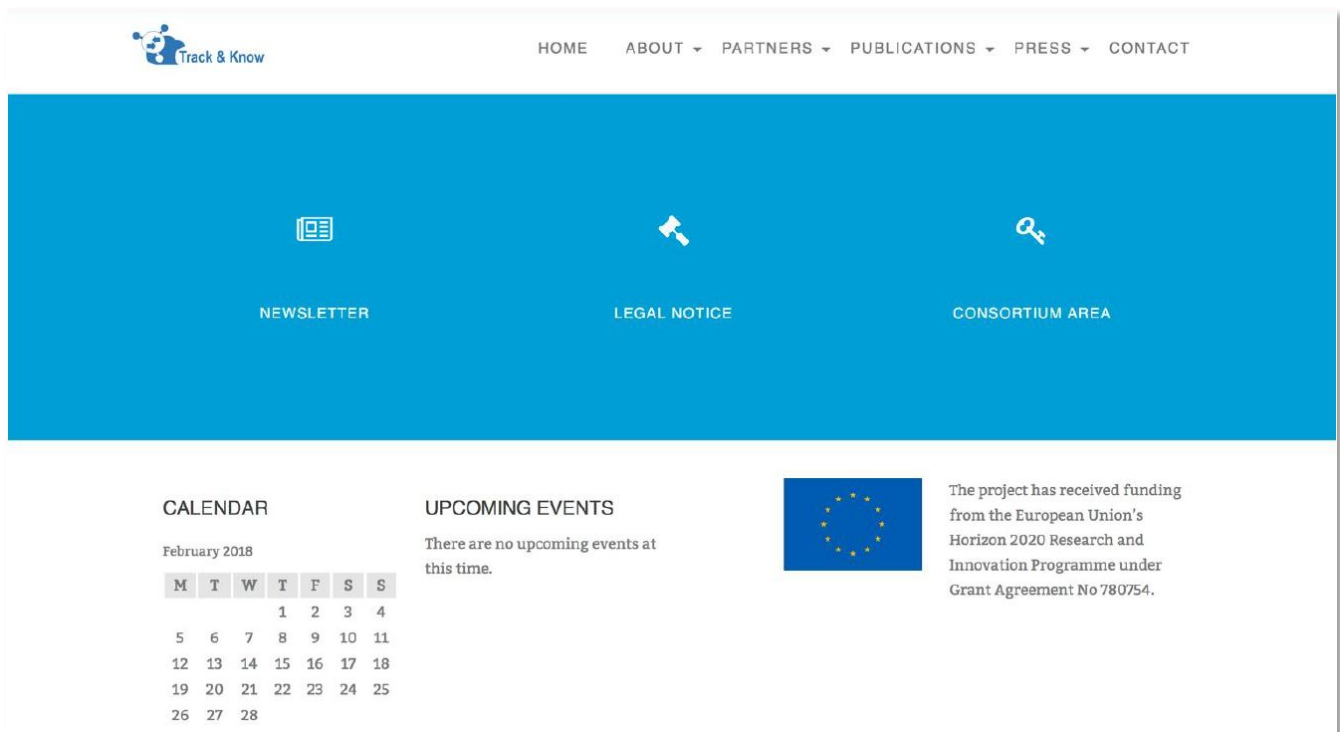 Track & Know
HOME ABOUT PARTNERS PUBLICATIONS PRESS CONTACT
NEWSLETTER
LEGAL NOTICE
CONSORTIUM AREA
CALENDAR
February 2018
M T W T F S S
1 2 3 4
5 6 7 8 9 10 11
12 13 14 15 16 17 18
19 20 21 22 23 24 25
26 27 28
UPCOMING EVENTS
There are no upcoming events at
this time.
The project has received funding
from the European Union's
Horizon 2020 Research and
Innovation Programme under
Grant Agreement No 780754.